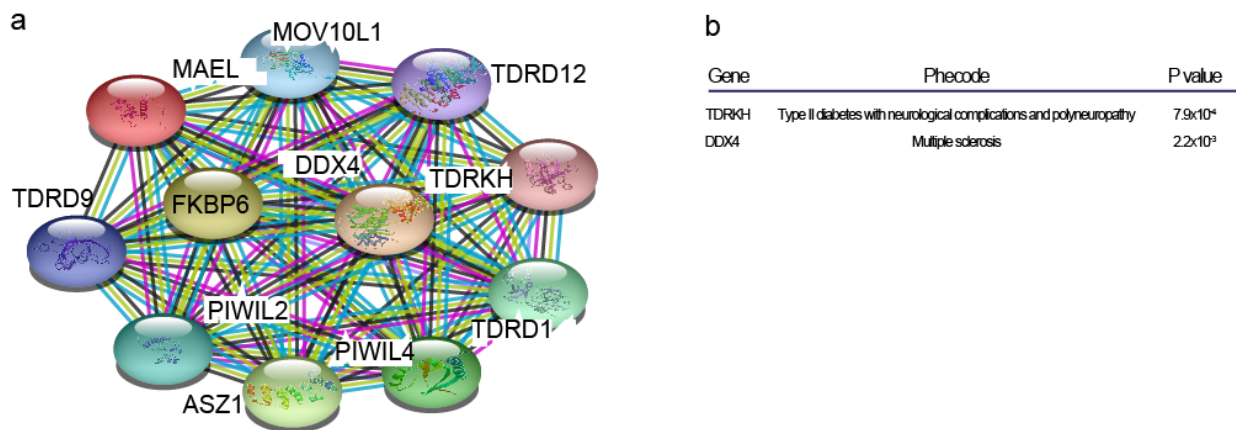 a
MOV10L1
MAEL
TDRD12
DDX4
TDRKH
TDRD9
FKBP6
PIWIL2
TDRD1
PIWIL4
ASZ1
b
Gene Phecode P value
TDRKH Type II diabetes with neurological complications and polyneuropathy 7.9x10⁻⁴
DDX4 Multiple sclerosis 2.2x10⁻³